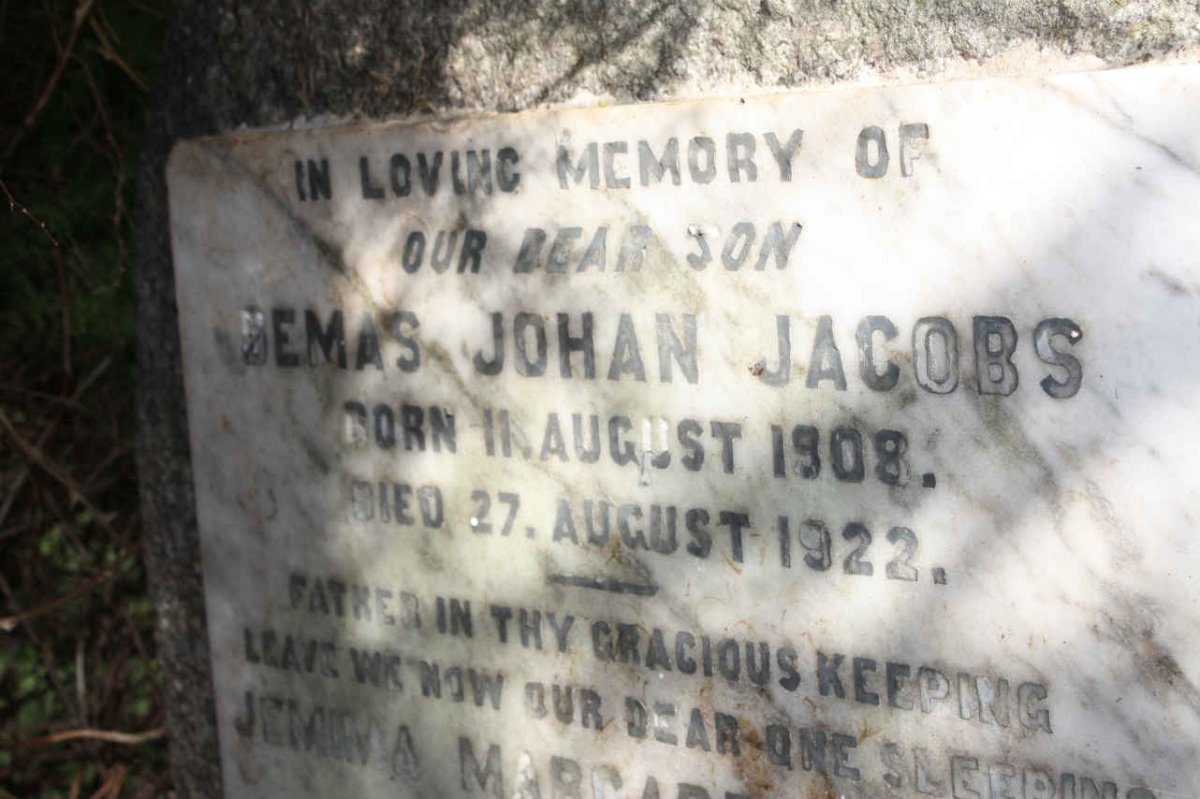 IN LOVING MEMORY OF
OUR DEAR SON
DEMAS JOHAN JACOBS
BORN 11. AUGUST 1908.
DIED 27. AUGUST 1922.
FATHER IN THY GRACIOUS KEEPING
LEAVE WE NOW OUR DEAR ONE SLEEPING
JEMIMA